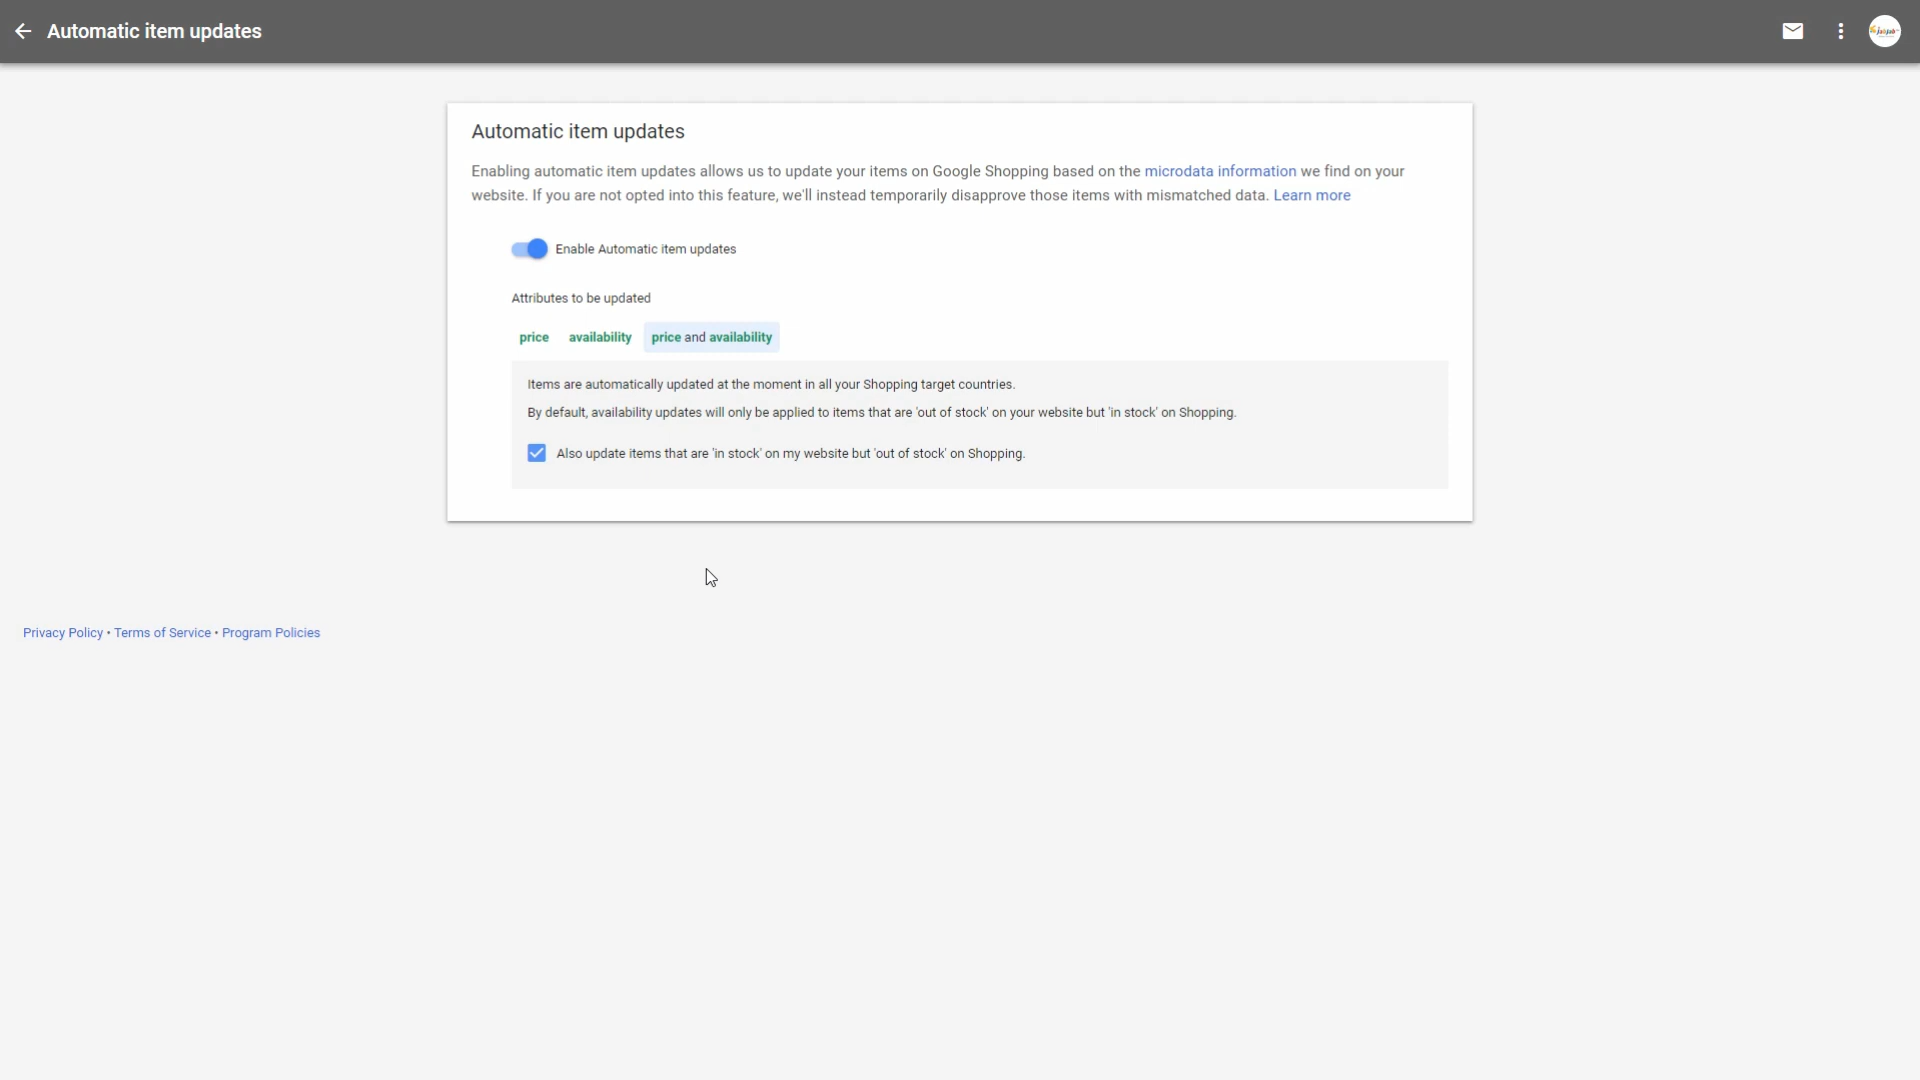 Automatic item updates
Automatic item updates
Enabling automatic item updates allows us to update your items on Google Shopping based on the microdata information we find on your
website. If you are not opted into this feature, we'll instead temporarily disapprove those items with mismatched data. Learn more
Enable Automatic item updates
Attributes to be updated
price availability price and availability
Items are automatically updated at the moment in all your Shopping target countries.
By default, availability updates will only be applied to items that are 'out of stock' on your website but 'in stock' on Shopping.
Also update items that are 'in stock' on my website but 'out of stock' on Shopping.
Privacy Policy • Terms of Service • Program Policies